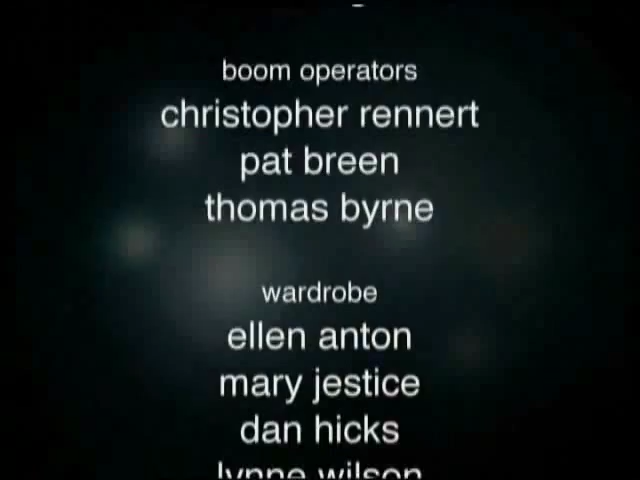 boom operators
christopher rennert
pat breen
thomas byrne
wardrobe
ellen anton
mary jestice
dan hicks
lynne wilson